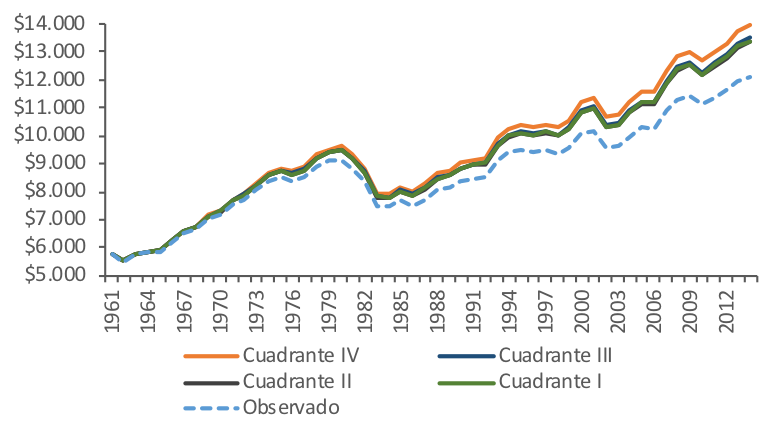 $14.000
$13.000
$12.000
$11.000
$10.000
$9.000
$8.000
$7.000
$6.000
$5.000
1961 1964 1967 1970 1973 1976 1979 1982 1985 1988 1991 1994 1997 2000 2003 2006 2009 2012
Cuadrante IV Cuadrante III
Cuadrante II Cuadrante I
Observado